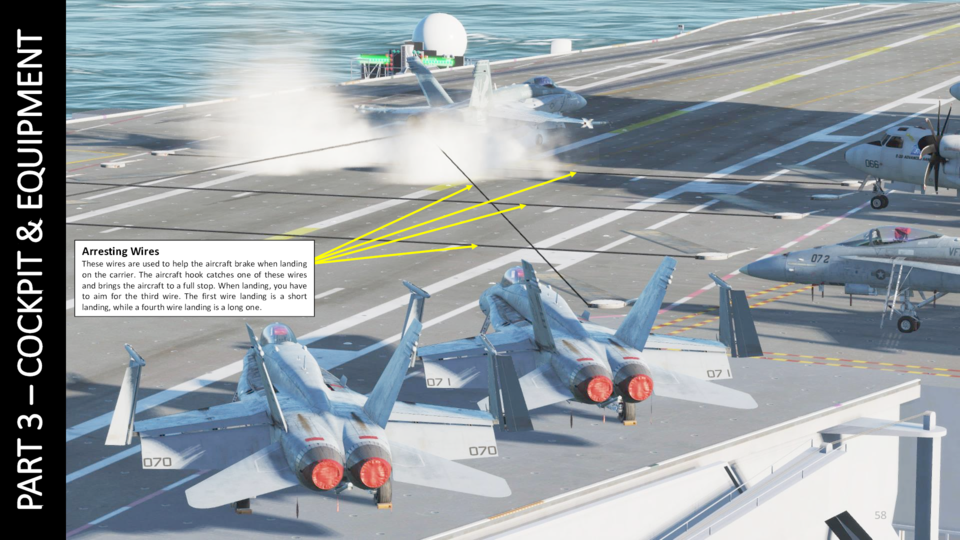 PART 3 – COCKPIT & EQUIPMENT
Arresting Wires
These wires are used to help the aircraft brake when landing
on the carrier. The aircraft hook catches one of these wires
and brings the aircraft to a full stop. When landing, you have
to aim for the third wire. The first wire landing is a short
landing, while a fourth wire landing is a long one.
072
071
071
070
070
58